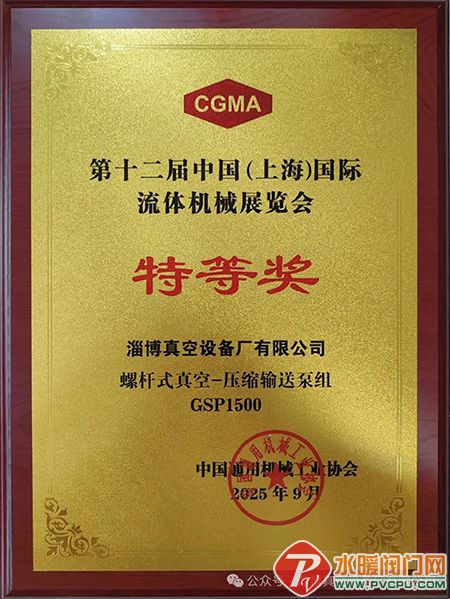 CGMA
第十二届中国(上海)国际
流体机械展览会
特等奖
淄博真空设备厂有限公司
螺杆式真空-压缩输送泵组
GSP1500
中国通用机械工业协会
2025年9月
公众号
水暖阀门网
WWW.PVCPU.COM